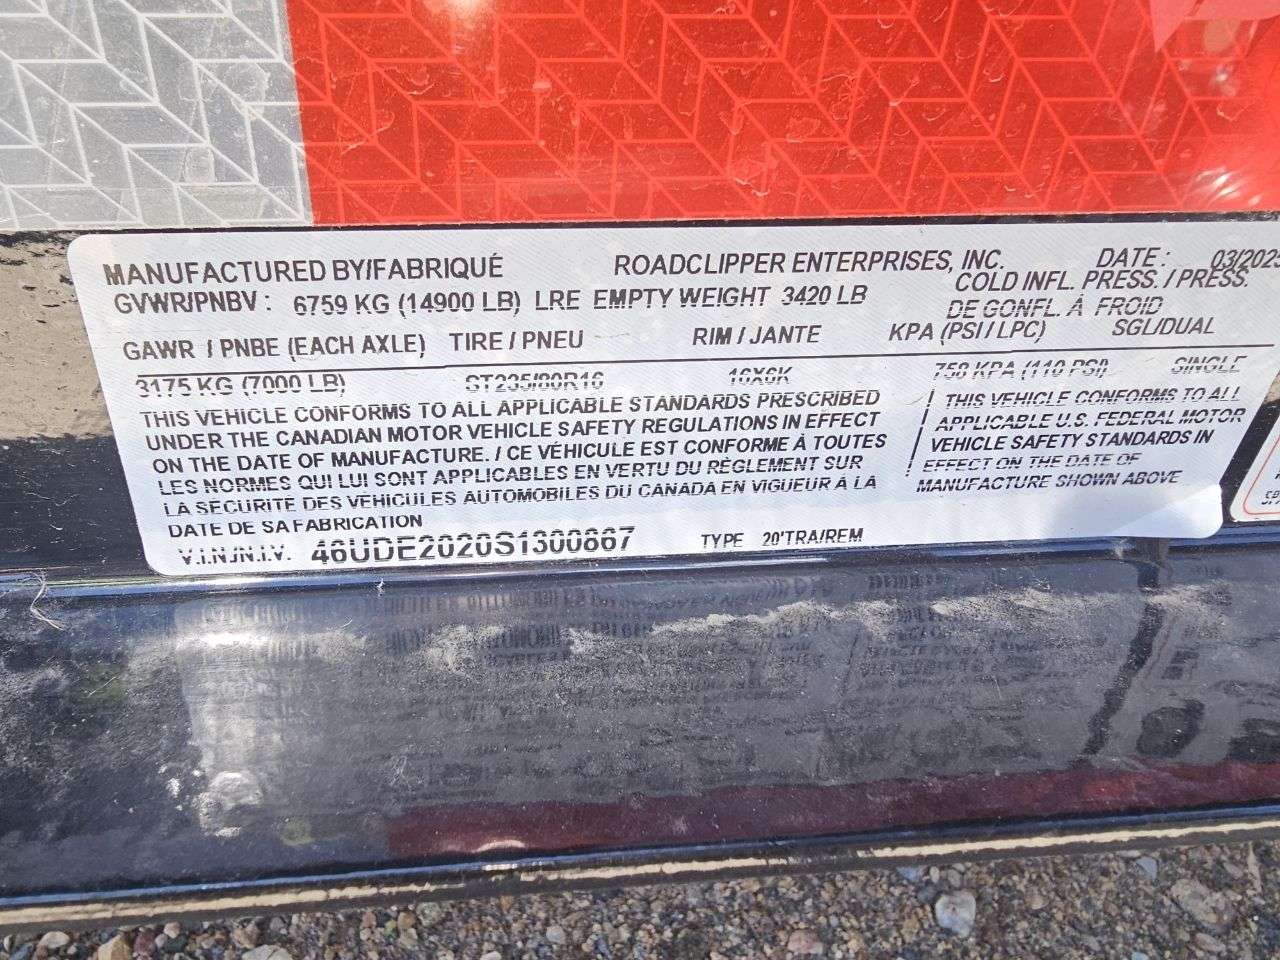 MANUFACTURED BY/FABRIQUÉ ROADCLIPPER ENTERPRISES, INC. DATE : 03/2025
GVWR/PNBV : 6759 KG (14900 LB) LRE EMPTY WEIGHT 3420 LB COLD INFL. PRESS. / PRESS.
DE GONFL. À FROID
GAWR / PNBE (EACH AXLE) TIRE / PNEU RIM / JANTE KPA (PSI / LPC) SGL/DUAL
3175 KG (7000 LB) ST235/80R16 16X6K 758 KPA (110 PSI) SINGLE
THIS VEHICLE CONFORMS TO ALL APPLICABLE STANDARDS PRESCRIBED
UNDER THE CANADIAN MOTOR VEHICLE SAFETY REGULATIONS IN EFFECT
ON THE DATE OF MANUFACTURE. / CE VÉHICULE EST CONFORME À TOUTES
LES NORMES QUI LUI SONT APPLICABLES EN VERTU DU RÈGLEMENT SUR
LA SÉCURITÉ DES VÉHICULES AUTOMOBILES DU CANADA EN VIGUEUR À LA
DATE DE SA FABRICATION
THIS VEHICLE CONFORMS TO ALL
APPLICABLE U.S. FEDERAL MOTOR
VEHICLE SAFETY STANDARDS IN
EFFECT ON THE DATE OF
MANUFACTURE SHOWN ABOVE
V.I.N./N.I.V. 46UDE2020S1300867 TYPE 20'TRA/REM